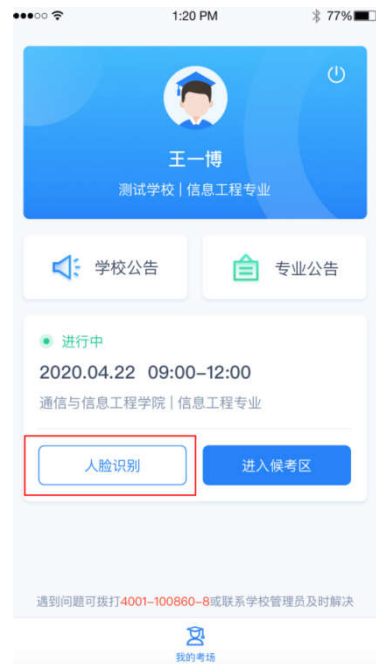 1:20 PM
77%
王一博
测试学校 | 信息工程专业
学校公告
专业公告
进行中
2020.04.22 09:00-12:00
通信与信息工程学院 | 信息工程专业
人脸识别
进入候考区
遇到问题可拨打4001-100860-8或联系学校管理员及时解决
我的考场